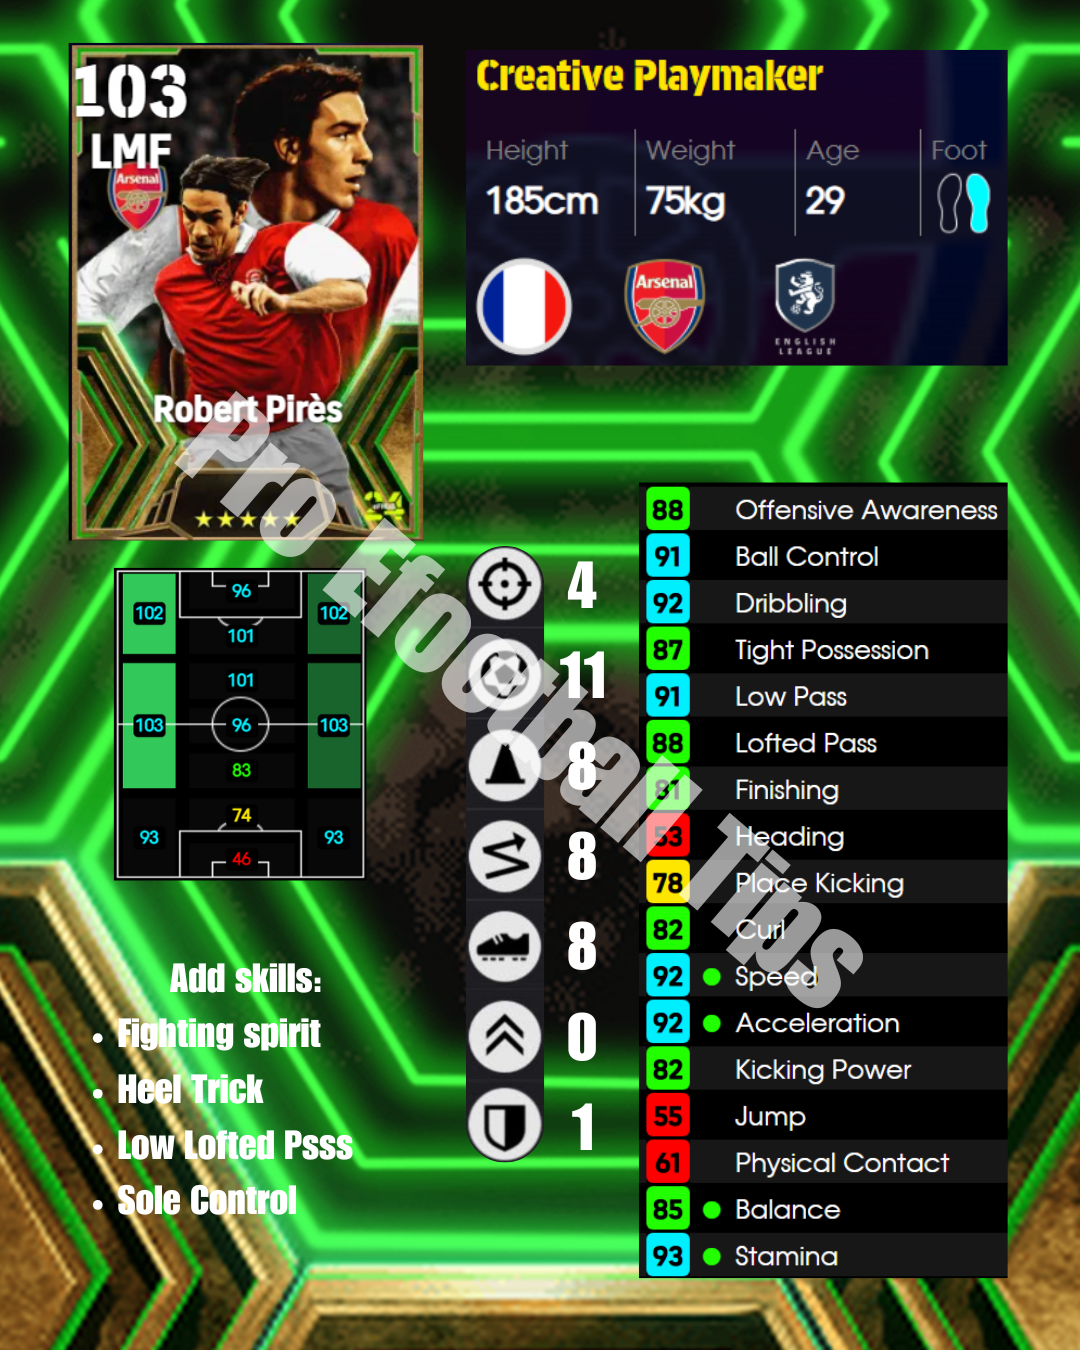 103
LMF
Arsenal
Robert Pirès
Creative Playmaker
Height Weight Age Foot
185cm 75kg 29
Arsenal
ENGLISH
LEAGUE
96
102 102
101
101
103 96 103
83
74
93 93
46
4
11
8
8
8
0
1
88 Offensive Awareness
91 Ball Control
92 Dribbling
87 Tight Possession
91 Low Pass
88 Lofted Pass
81 Finishing
53 Heading
78 Place Kicking
82 Curl
92 Speed
92 Acceleration
82 Kicking Power
55 Jump
61 Physical Contact
85 Balance
93 Stamina
Add skills:
• Fighting spirit
• Heel Trick
• Low Lofted Psss
• Sole Control
Pro Efootball Tips